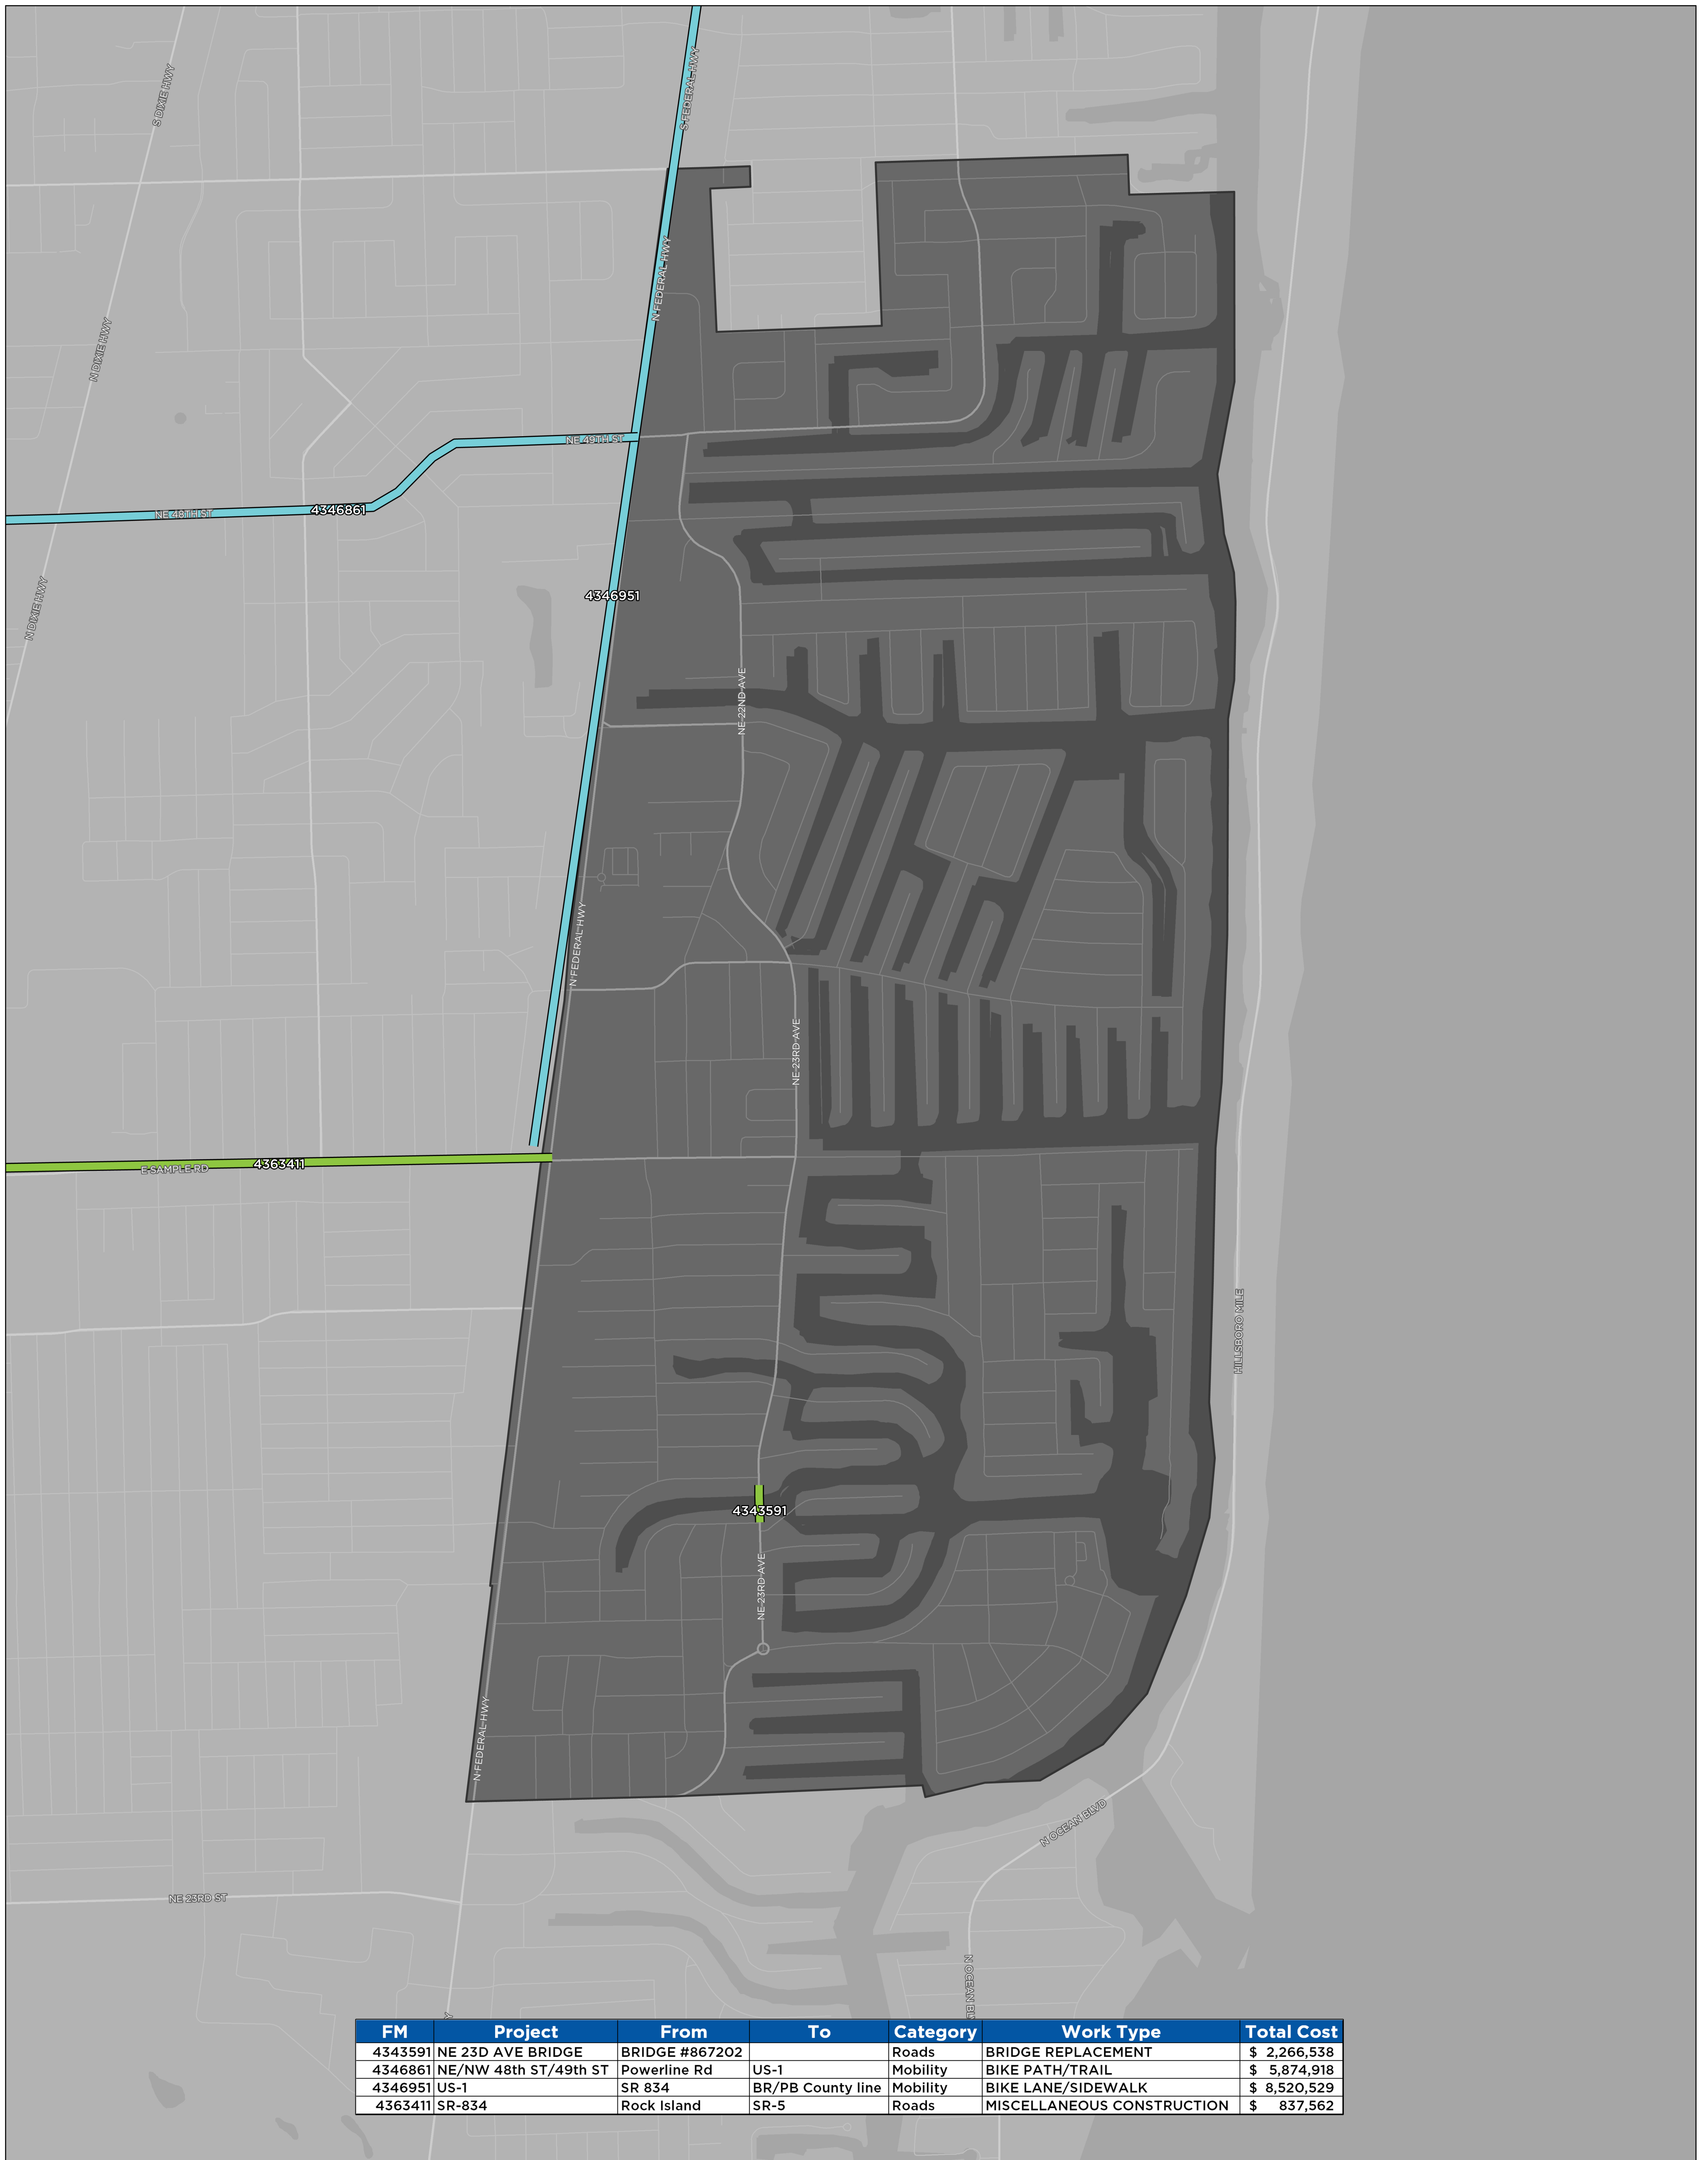 S DIXIE HWY
S FEDERAL HWY
N FEDERAL HWY
N DIXIE HWY
NE 49TH ST
NE 48TH ST
4346861
4346951
N DIXIE HWY
NE 22ND AVE
N FEDERAL HWY
NE 23RD AVE
4363411
E SAMPLE RD
HILLSBORO MILE
4343591
NE 23RD AVE
N FEDERAL HWY
N OCEAN BLVD
NE 23RD ST
N OCEAN BL
Y
FM Project From To Category Work Type Total Cost
4343591 NE 23D AVE BRIDGE BRIDGE #867202 Roads BRIDGE REPLACEMENT $ 2,266,538
4346861 NE/NW 48th ST/49th ST Powerline Rd US-1 Mobility BIKE PATH/TRAIL $ 5,874,918
4346951 US-1 SR 834 BR/PB County line Mobility BIKE LANE/SIDEWALK $ 8,520,529
4363411 SR-834 Rock Island SR-5 Roads MISCELLANEOUS CONSTRUCTION $ 837,562